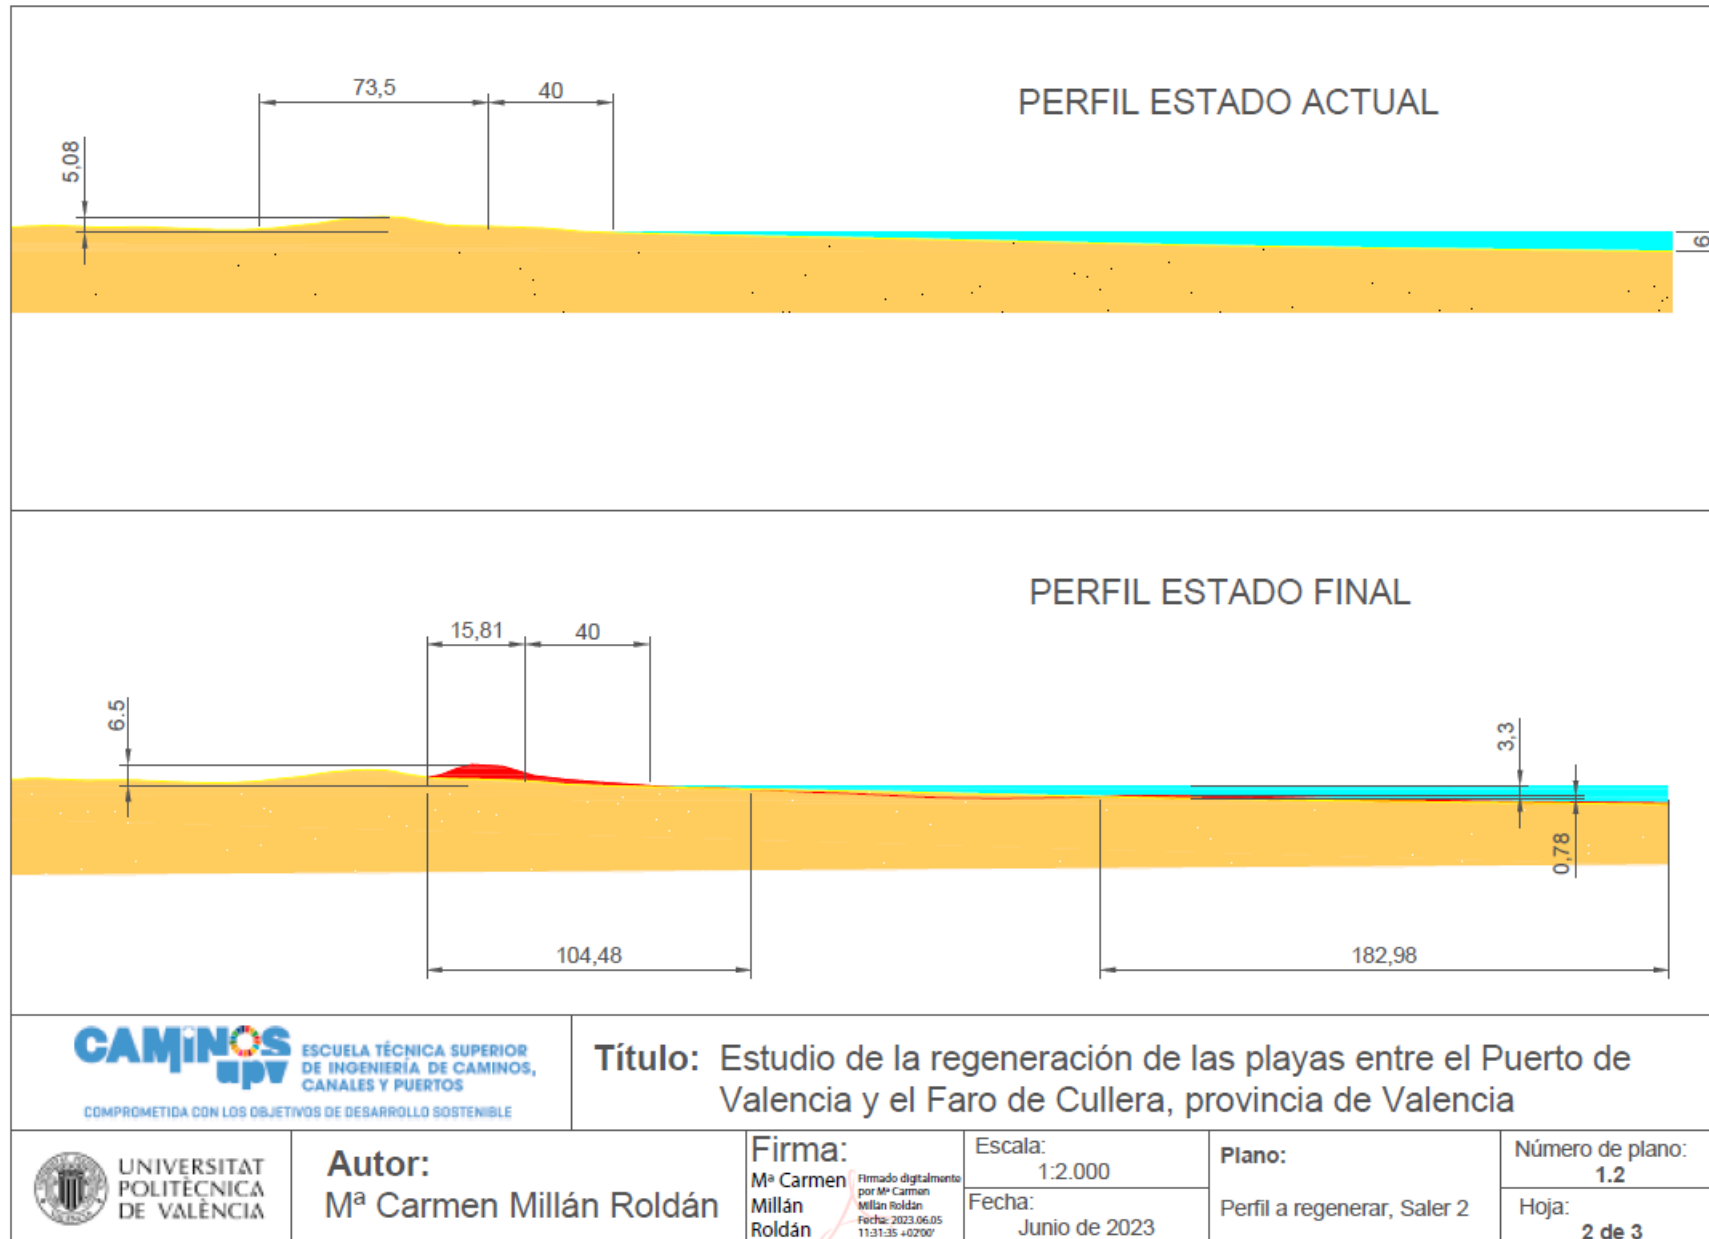 73,5
40
PERFIL ESTADO ACTUAL
5,08
6
PERFIL ESTADO FINAL
15,81
40
6.5
3,3
0,78
104,48
182,98
CAMINOS
upv
ESCUELA TÉCNICA SUPERIOR
DE INGENIERÍA DE CAMINOS,
CANALES Y PUERTOS
COMPROMETIDA CON LOS OBJETIVOS DE DESARROLLO SOSTENIBLE
Título: Estudio de la regeneración de las playas entre el Puerto de
Valencia y el Faro de Cullera, provincia de Valencia
UNIVERSITAT
POLITÈCNICA
DE VALÈNCIA
Autor:
Mª Carmen Millán Roldán
Firma:
Mª Carmen
Millán
Roldán
Firmado digitalmente
por Mª Carmen
Millán Roldán
Fecha: 2023.06.05
11:31:35 +02'00'
Escala:
1:2.000
Fecha:
Junio de 2023
Plano:
Perfil a regenerar, Saler 2
Número de plano:
1.2
Hoja:
2 de 3